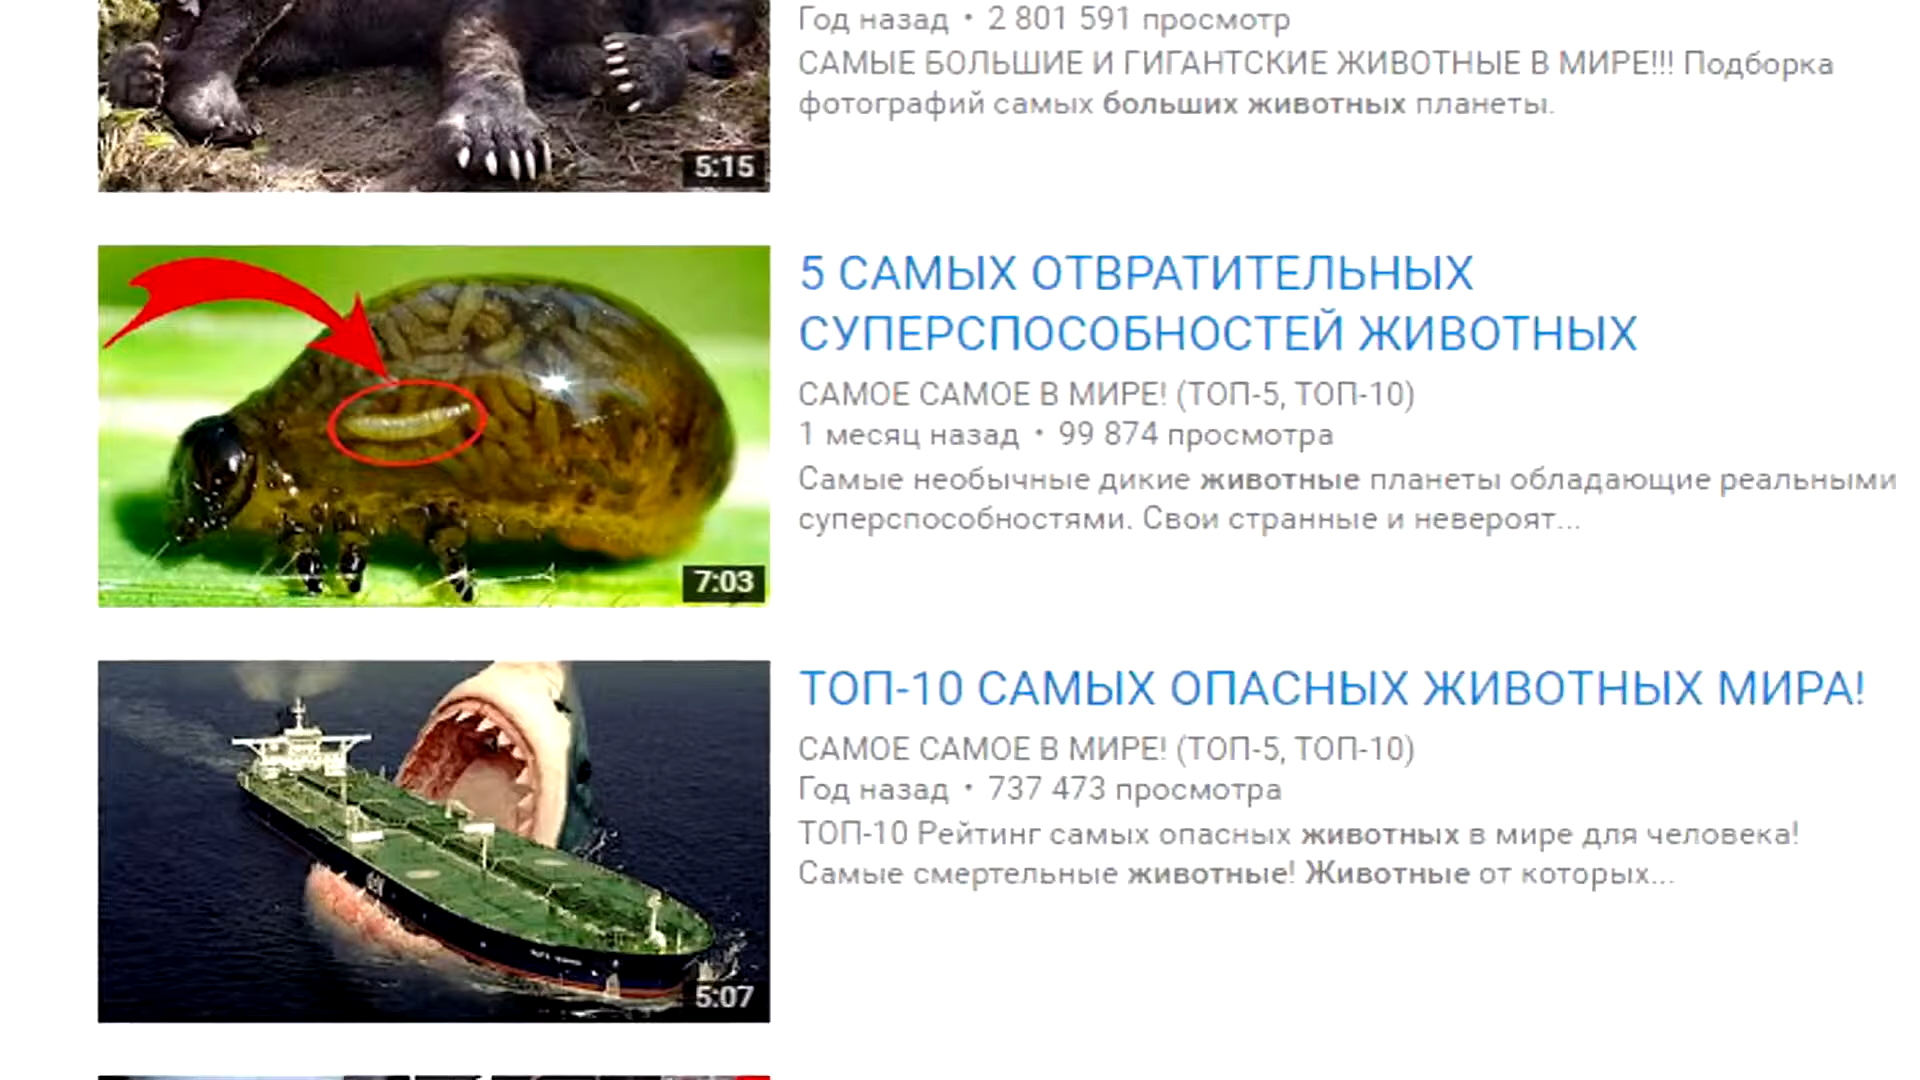 Год назад • 2 801 591 просмотр
САМЫЕ БОЛЬШИЕ И ГИГАНТСКИЕ ЖИВОТНЫЕ В МИРЕ!!! Подборка
фотографий самых больших животных планеты.
5:15
5 САМЫХ ОТВРАТИТЕЛЬНЫХ
СУПЕРСПОСОБНОСТЕЙ ЖИВОТНЫХ
САМОЕ САМОЕ В МИРЕ! (ТОП-5, ТОП-10)
1 месяц назад • 99 874 просмотра
Самые необычные дикие животные планеты обладающие реальными
суперспособностями. Свои странные и невероят...
7:03
ТОП-10 САМЫХ ОПАСНЫХ ЖИВОТНЫХ МИРА!
САМОЕ САМОЕ В МИРЕ! (ТОП-5, ТОП-10)
Год назад • 737 473 просмотра
ТОП-10 Рейтинг самых опасных животных в мире для человека!
Самые смертельные животные! Животные от которых...
5:07